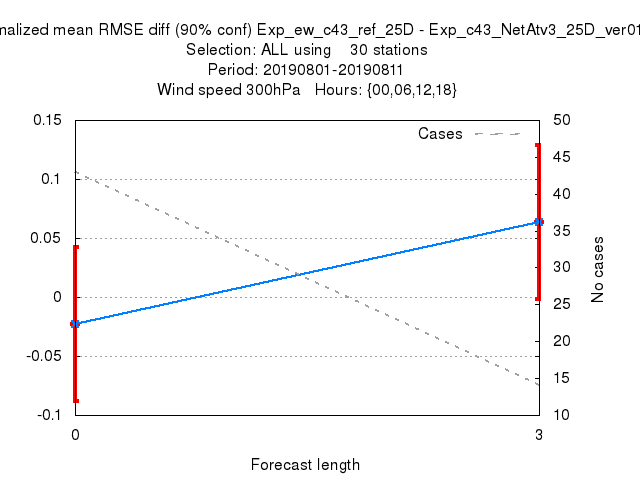 malized mean RMSE diff (90% conf) Exp_ew_c43_ref_25D - Exp_c43_NetAtv3_25D_ver01
Selection: ALL using 30 stations
Period: 20190801-20190811
Wind speed 300hPa Hours: {00,06,12,18}
Cases
0.15
0.1
0.05
0
-0.05
-0.1
50
45
40
35
30
25
20
15
10
No cases
0
3
Forecast length